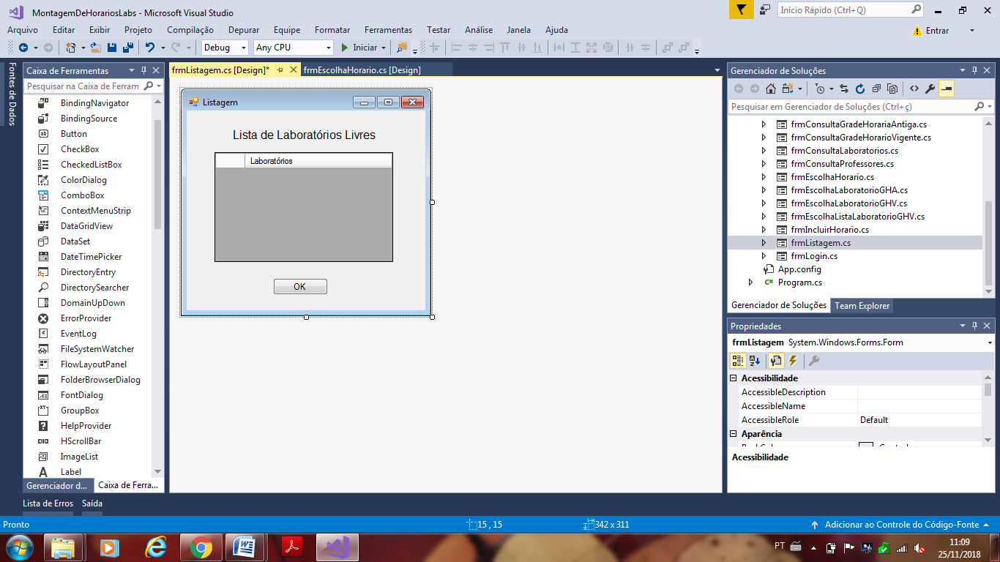 MontagemDeHorariosLabs - Microsoft Visual Studio
Início Rápido (Ctrl+Q)
Arquivo Editar Exibir Projeto Compilação Depurar Equipe Formatar Ferramentas Testar Análise Janela Ajuda
Entrar
Debug Any CPU Iniciar
Fontes de Dados
Caixa de Ferramentas
Pesquisar na Caixa de Ferram
BindingNavigator
BindingSource
Button
CheckBox
CheckedListBox
ColorDialog
ComboBox
ContextMenuStrip
DataGridView
DataSet
DateTimePicker
DirectoryEntry
DirectorySearcher
DomainUpDown
ErrorProvider
EventLog
FileSystemWatcher
FlowLayoutPanel
FolderBrowserDialog
FontDialog
GroupBox
HelpProvider
HScrollBar
ImageList
Label
Gerenciador d... Caixa de Ferra...
frmListagem.cs [Design]* frmEscolhaHorario.cs [Design]
Listagem
Lista de Laboratórios Livres
Laboratórios
OK
Gerenciador de Soluções
Pesquisar em Gerenciador de Soluções (Ctrl+ç)
frmConsultaGradeHorariaAntiga.cs
frmConsultaGradeHorarioVigente.cs
frmConsultaLaboratorios.cs
frmConsultaProfessores.cs
frmEscolhaHorario.cs
frmEscolhaLaboratorioGHA.cs
frmEscolhaLaboratorioGHV.cs
frmEscolhaListaLaboratorioGHV.cs
frmIncluirHorario.cs
frmListagem.cs
frmLogin.cs
App.config
C# Program.cs
Gerenciador de Soluções Team Explorer
Propriedades
frmListagem System.Windows.Forms.Form
Acessibilidade
AccessibleDescription
AccessibleName
AccessibleRole Default
Aparência
Acessibilidade
Lista de Erros Saída
Pronto 15 , 15 342 x 311 Adicionar ao Controle do Código-Fonte
PT 11:09
25/11/2018